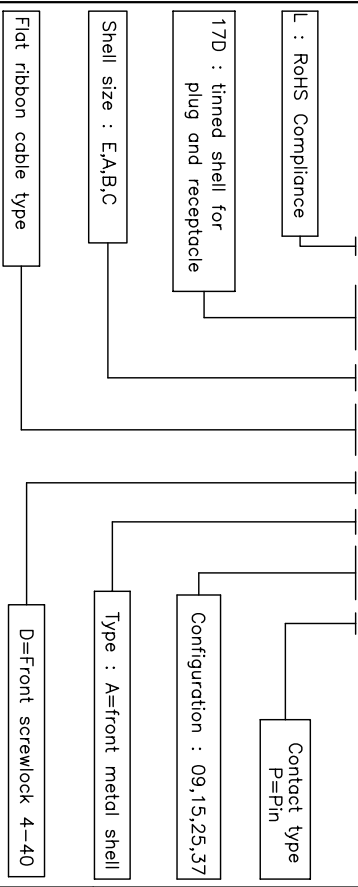 L : RoHS Compliance
17D : tinned shell for
plug and receptacle
Shell size : E,A,B,C
Flat ribbon cable type
Contact type
P=Pin
Configuration : 09,15,25,37
Type : A=front metal shell
D=Front screwlock 4-40